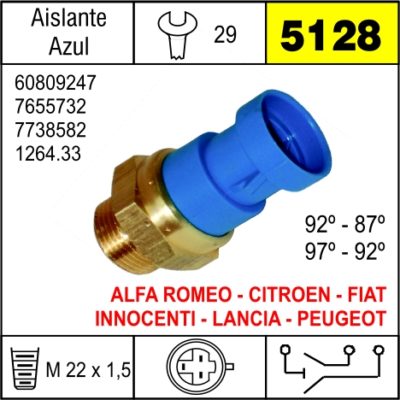 Aislante
Azul
29
5128
60809247
7655732
7738582
1264.33
92º - 87º
97º - 92º
ALFA ROMEO - CITROEN - FIAT
INNOCENTI - LANCIA - PEUGEOT
M 22 x 1,5